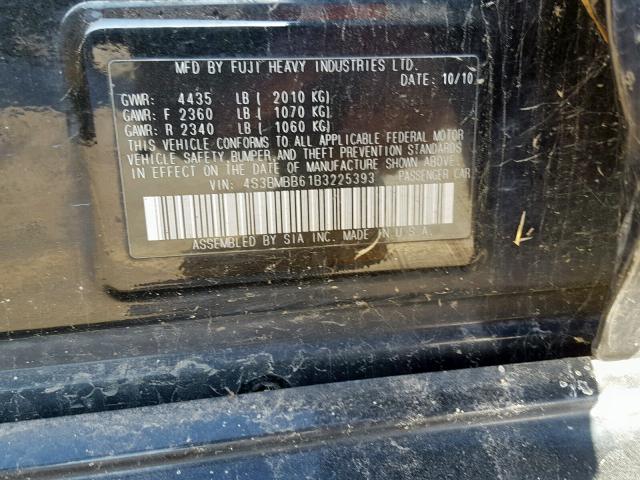 MFD BY FUJI HEAVY INDUSTRIES LTD.
DATE: 10/10
GVWR: 4435 LB ( 2010 KG)
GAWR: F 2360 LB ( 1070 KG)
GAWR: R 2340 LB ( 1060 KG)
THIS VEHICLE CONFORMS TO ALL APPLICABLE FEDERAL MOTOR
VEHICLE SAFETY, BUMPER, AND THEFT PREVENTION STANDARDS
IN EFFECT ON THE DATE OF MANUFACTURE SHOWN ABOVE.
VIN: 4S3BMBB61B3225393 PASSENGER CAR
ASSEMBLED BY SIA INC. MADE IN U.S.A.